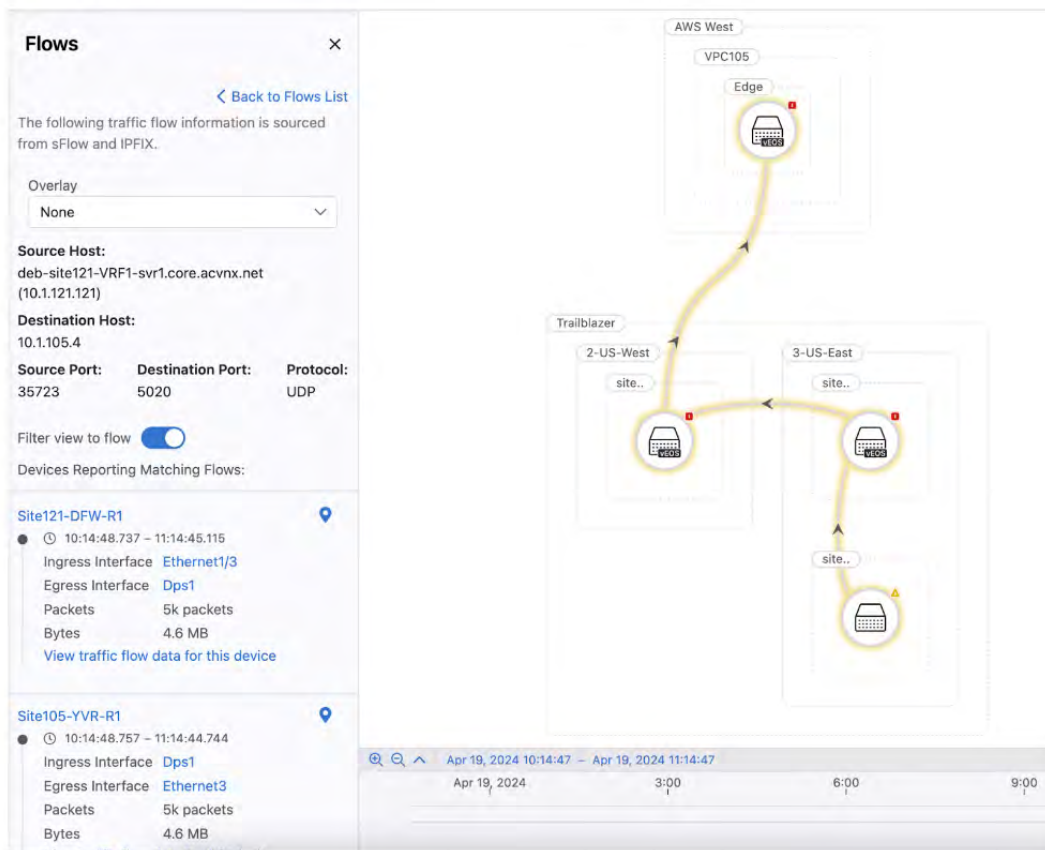 Flows
Back to Flows List
The following traffic flow information is sourced
from sFlow and IPFIX.
Overlay
None
Source Host:
deb-site121-VRF1-svr1.core.acvnx.net
(10.1.121.121)
Destination Host:
10.1.105.4
Source Port: Destination Port: Protocol:
35723 5020 UDP
Filter view to flow
Devices Reporting Matching Flows:
Site121-DFW-R1
10:14:48.737 – 11:14:45.115
Ingress Interface Ethernet1/3
Egress Interface Dps1
Packets 5k packets
Bytes 4.6 MB
View traffic flow data for this device
Site105-YVR-R1
10:14:48.757 – 11:14:44.744
Ingress Interface Dps1
Egress Interface Ethernet3
Packets 5k packets
Bytes 4.6 MB
AWS West
VPC105
Edge
vEOS
Trailblazer
2-US-West 3-US-East
site.. site..
vEOS vEOS
site..
Apr 19, 2024 10:14:47 – Apr 19, 2024 11:14:47
Apr 19, 2024 3:00 6:00 9:00